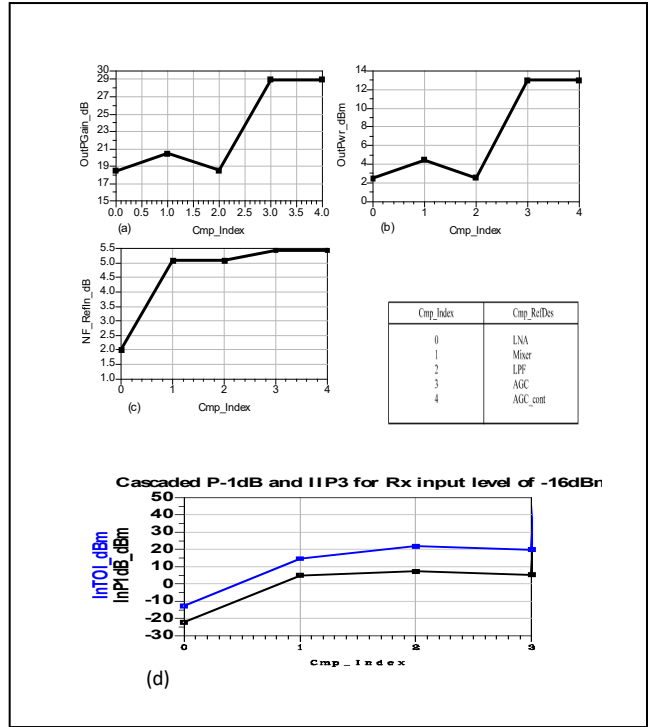 30
29
27
25
23
21
19
17
15
OutPGain_dB
0.0 0.5 1.0 1.5 2.0 2.5 3.0 3.5 4.0
(a)
Cmp_Index
14
12
10
8
6
4
2
0
OutPwr_dBm
0 1 2 3 4
(b)
Cmp_Index
5.5
5.0
4.5
4.0
3.5
3.0
2.5
2.0
1.5
1.0
NF_RefIn_dB
0 1 2 3 4
(c)
Cmp_Index
Cmp_Index Cmp_RefDes
0 LNA
1 Mixer
2 LPF
3 AGC
4 AGC_cont
Cascaded P-1dB and IIP3 for Rx input level of -16dBm
50
40
30
20
10
0
-10
-20
-30
InTOI_dBm
InP1dB_dBm
0 1 2 3
Cmp_Index
(d)